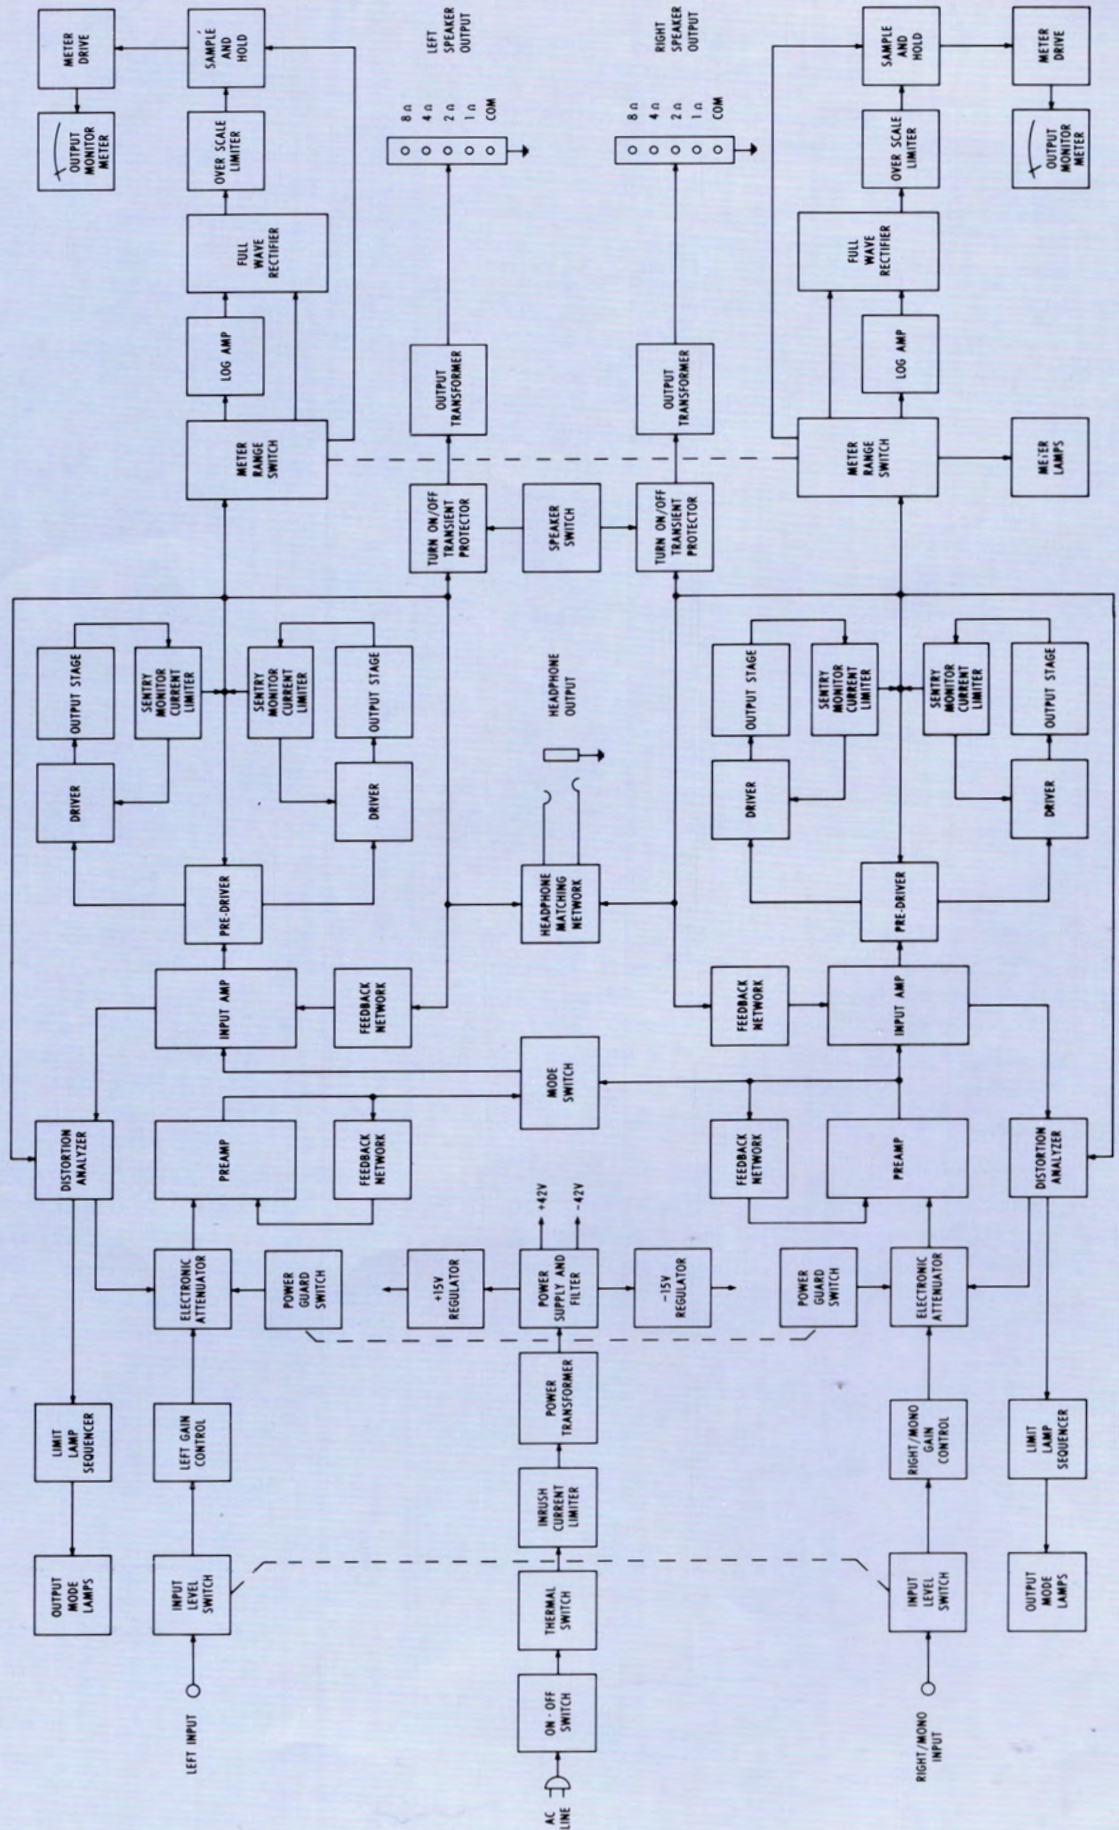 OUTPUT
MODE
LAMPS
LIMIT
LAMP
SEQUENCER
DISTORTION
ANALYZER
DRIVER
OUTPUT STAGE
SENTRY
MONITOR
CURRENT
LIMITER
OUTPUT
MONITOR
METER
METER
DRIVE
LEFT INPUT
INPUT
LEVEL
SWITCH
LEFT GAIN
CONTROL
ELECTRONIC
ATTENUATOR
PREAMP
INPUT AMP
PRE-DRIVER
METER
RANGE
SWITCH
LOG AMP
FULL
WAVE
RECTIFIER
OVER SCALE
LIMITER
SAMPLE
AND
HOLD
SENTRY
MONITOR
CURRENT
LIMITER
POWER
GUARD
SWITCH
FEEDBACK
NETWORK
FEEDBACK
NETWORK
DRIVER
OUTPUT STAGE
TURN ON/OFF
TRANSIENT
PROTECTOR
OUTPUT
TRANSFORMER
8 Ω
4 Ω
2 Ω
1 Ω
COM
LEFT
SPEAKER
OUTPUT
+15V
REGULATOR
AC
LINE
ON-OFF
SWITCH
THERMAL SWITCH
INRUSH
CURRENT
LIMITER
POWER
TRANSFORMER
POWER
SUPPLY AND
FILTER
+42V
-42V
MODE
SWITCH
HEADPHONE
MATCHING
NETWORK
HEADPHONE
OUTPUT
SPEAKER
SWITCH
-15V
REGULATOR
TURN ON/OFF
TRANSIENT
PROTECTOR
OUTPUT
TRANSFORMER
8 Ω
4 Ω
2 Ω
1 Ω
COM
RIGHT
SPEAKER
OUTPUT
POWER
GUARD
SWITCH
FEEDBACK
NETWORK
FEEDBACK
NETWORK
DRIVER
OUTPUT STAGE
SENTRY
MONITOR
CURRENT
LIMITER
RIGHT/MONO
INPUT
INPUT
LEVEL
SWITCH
RIGHT/MONO
GAIN
CONTROL
ELECTRONIC
ATTENUATOR
PREAMP
INPUT AMP
PRE-DRIVER
METER
RANGE
SWITCH
LOG AMP
FULL
WAVE
RECTIFIER
OVER SCALE
LIMITER
SAMPLE
AND
HOLD
SENTRY
MONITOR
CURRENT
LIMITER
OUTPUT
MODE
LAMPS
LIMIT
LAMP
SEQUENCER
DISTORTION
ANALYZER
DRIVER
OUTPUT STAGE
METER
LAMPS
OUTPUT
MONITOR
METER
METER
DRIVE